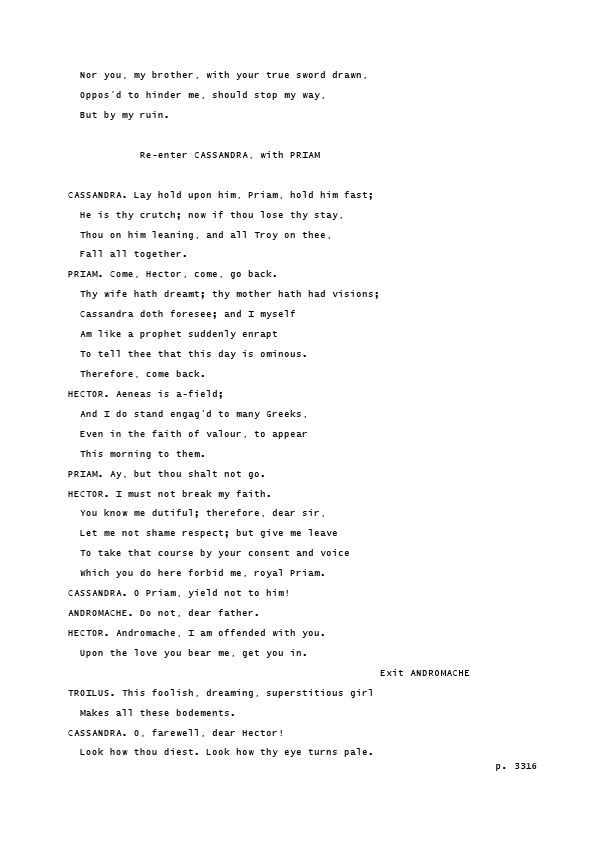 Nor you, my brother, with your true sword drawn,
Oppos'd to hinder me, should stop my way,
But by my ruin.
Re-enter CASSANDRA, with PRIAM
CASSANDRA. Lay hold upon him, Priam, hold him fast;
He is thy crutch; now if thou lose thy stay,
Thou on him leaning, and all Troy on thee,
Fall all together.
PRIAM. Come, Hector, come, go back.
Thy wife hath dreamt; thy mother hath had visions;
Cassandra doth foresee; and I myself
Am like a prophet suddenly enrapt
To tell thee that this day is ominous.
Therefore, come back.
HECTOR. Aeneas is a-field;
And I do stand engag'd to many Greeks,
Even in the faith of valour, to appear
This morning to them.
PRIAM. Ay, but thou shalt not go.
HECTOR. I must not break my faith.
You know me dutiful; therefore, dear sir,
Let me not shame respect; but give me leave
To take that course by your consent and voice
Which you do here forbid me, royal Priam.
CASSANDRA. O Priam, yield not to him!
ANDROMACHE. Do not, dear father.
HECTOR. Andromache, I am offended with you.
Upon the love you bear me, get you in.
Exit ANDROMACHE
TROILUS. This foolish, dreaming, superstitious girl
Makes all these bodements.
CASSANDRA. O, farewell, dear Hector!
Look how thou diest. Look how thy eye turns pale.
p. 3316